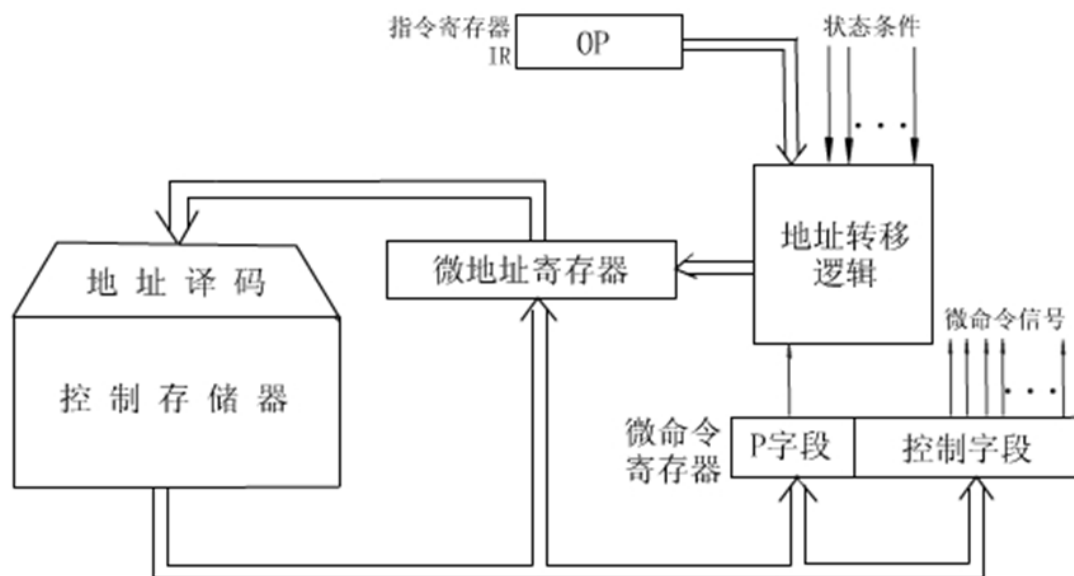 指令寄存器
IR
OP
状态条件
地址转移
逻辑
微地址寄存器
地 址 译 码
控 制 存 储 器
微命令信号
微命令
寄存器
P字段
控制字段